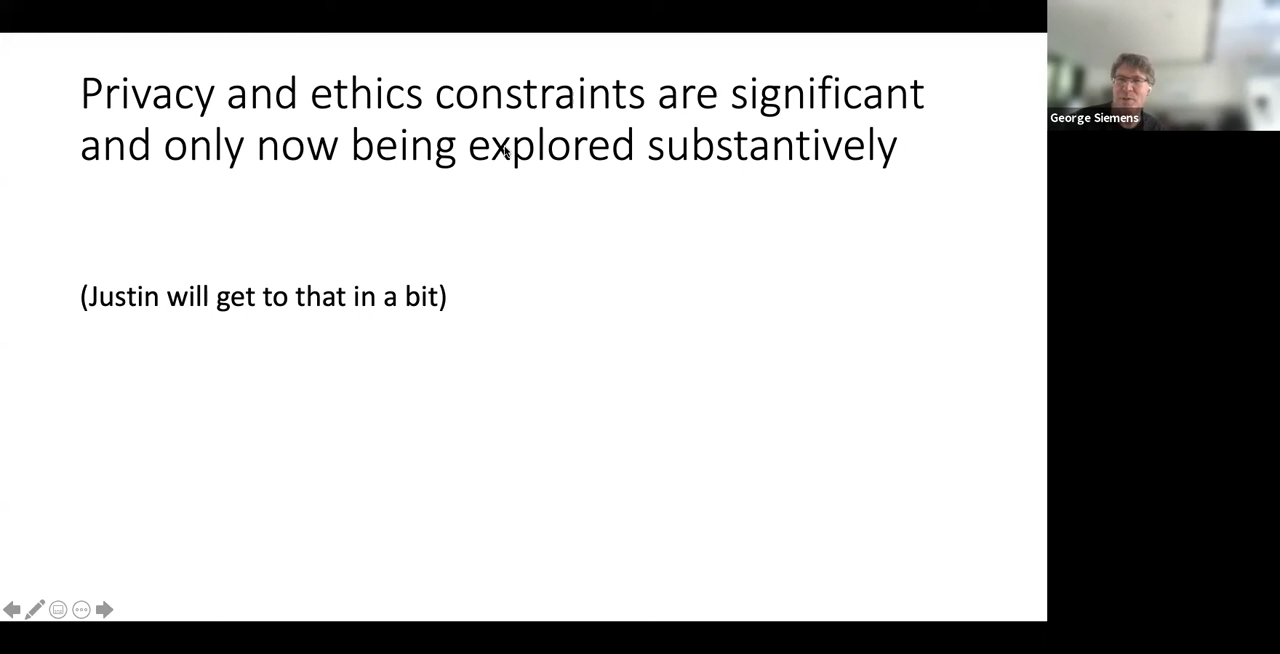 Privacy and ethics constraints are significant
and only now being explored substantively
(Justin will get to that in a bit)
George Siemens